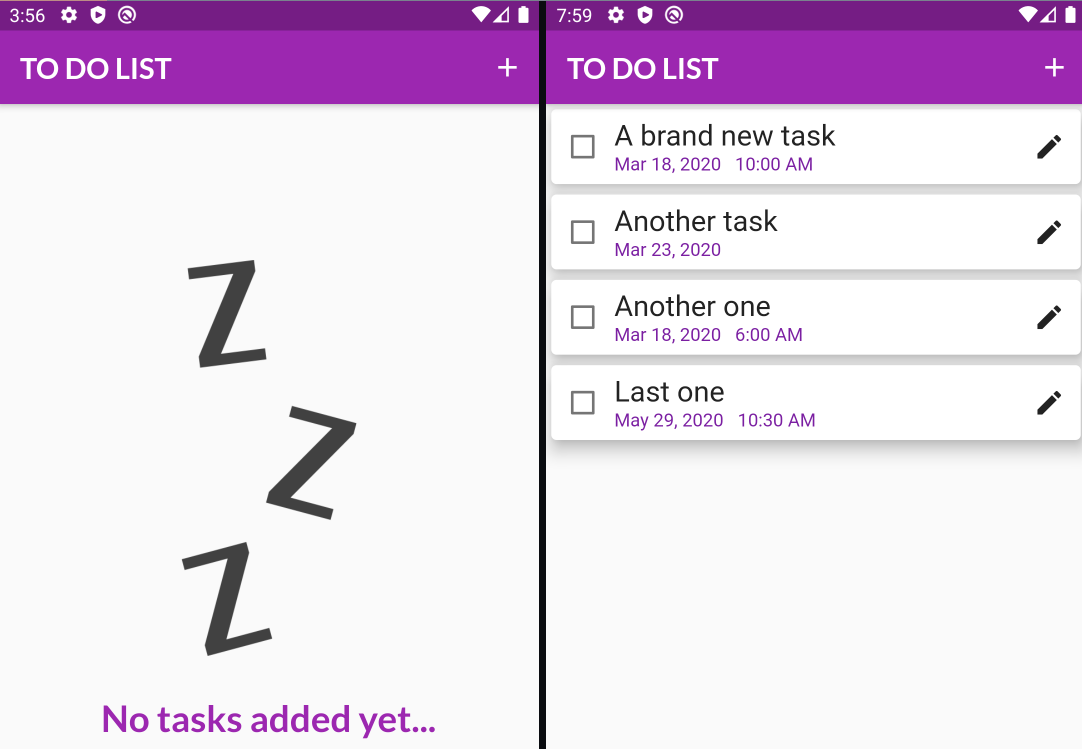 3:56
TO DO LIST
+
Z
Z
Z
No tasks added yet...
7:59
TO DO LIST
+
A brand new task
Mar 18, 2020 10:00 AM
Another task
Mar 23, 2020
Another one
Mar 18, 2020 6:00 AM
Last one
May 29, 2020 10:30 AM